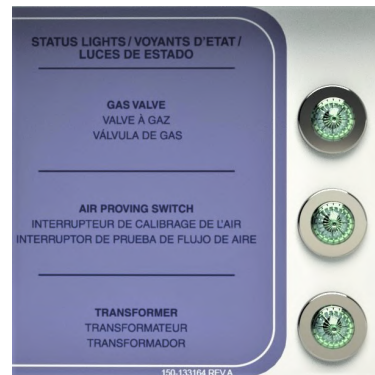 STATUS LIGHTS / VOYANTS D'ETAT /
LUCES DE ESTADO
GAS VALVE
VALVE À GAZ
VÁLVULA DE GAS
AIR PROVING SWITCH
INTERRUPTEUR DE CALIBRAGE DE L'AIR
INTERRUPTOR DE PRUEBA DE FLUJO DE AIRE
TRANSFORMER
TRANSFORMATEUR
TRANSFORMADOR
150-133164 REV A